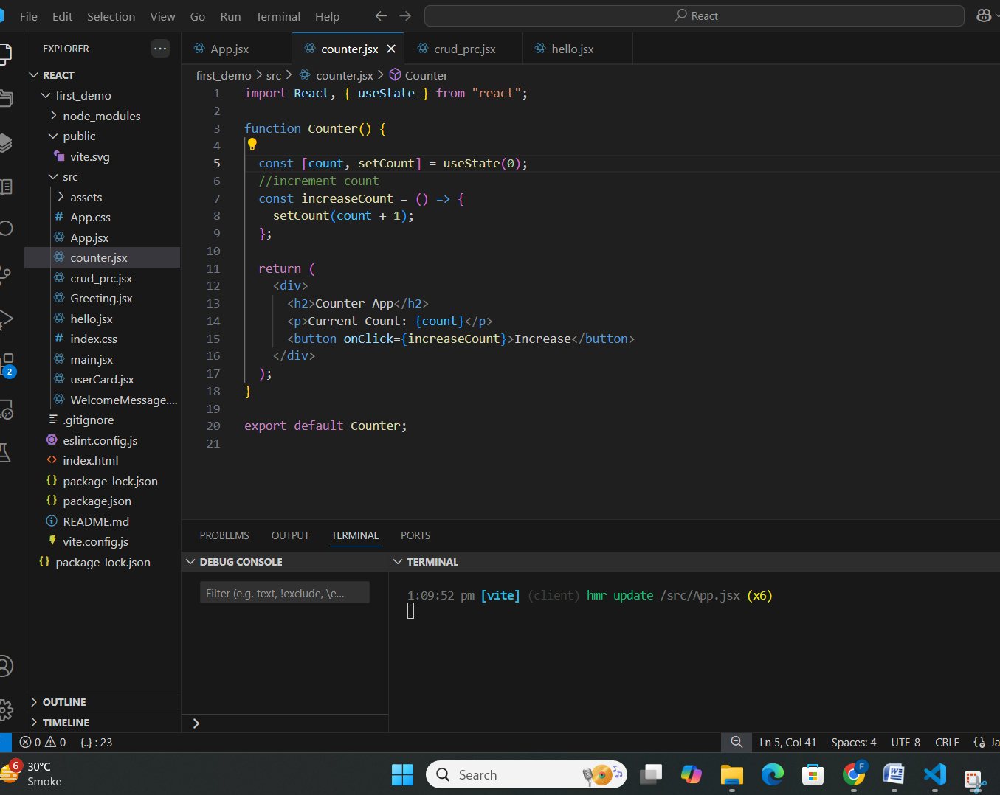 File Edit Selection View Go Run Terminal Help React
EXPLORER
REACT
first_demo
node_modules
public
vite.svg
src
assets
App.css
App.jsx
counter.jsx
crud_prc.jsx
Greeting.jsx
hello.jsx
index.css
main.jsx
userCard.jsx
WelcomeMessage....
.gitignore
eslint.config.js
index.html
package-lock.json
package.json
README.md
vite.config.js
package-lock.json
OUTLINE
TIMELINE
2
App.jsx counter.jsx crud_prc.jsx hello.jsx
first_demo > src > counter.jsx > Counter
1 import React, { useState } from "react";
2
3 function Counter() {
4
5 const [count, setCount] = useState(0);
6 //increment count
7 const increaseCount = () => {
8 setCount(count + 1);
9 };
10
11 return (
12 <div>
13 <h2>Counter App</h2>
14 <p>Current Count: {count}</p>
15 <button onClick={increaseCount}>Increase</button>
16 </div>
17 );
18 }
19
20 export default Counter;
21
PROBLEMS OUTPUT TERMINAL PORTS
DEBUG CONSOLE
Filter (e.g. text, !exclude, \e...
TERMINAL
1:09:52 pm [vite] (client) hmr update /src/App.jsx (x6)
0 0 {..} : 23 Ln 5, Col 41 Spaces: 4 UTF-8 CRLF Ja
6
30°C
Smoke
Search
F